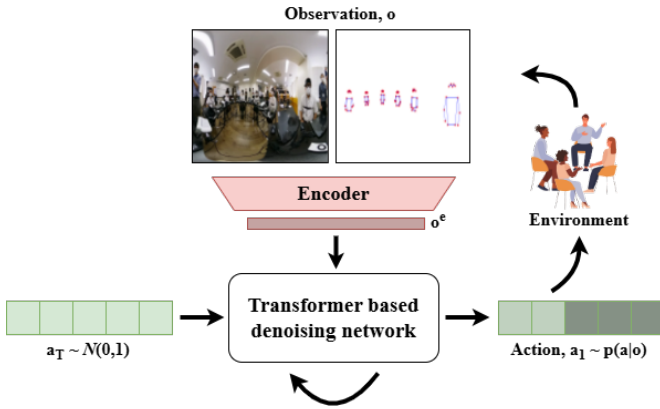 Observation, o
Encoder
o^e
Environment
Transformer based
denoising network
a_T ~ N(0,1)
Action, a_1 ~ p(a|o)